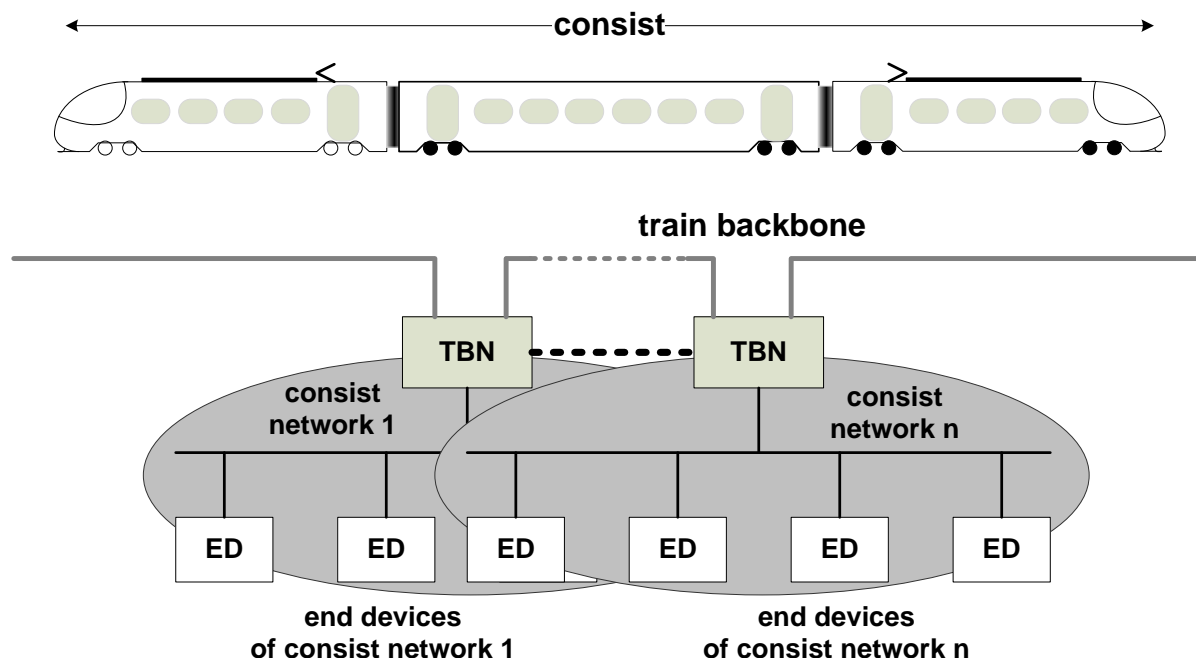 consist
train backbone
TBN
TBN
consist
network 1
consist
network n
ED
ED
ED
ED
ED
ED
end devices
of consist network 1
end devices
of consist network n